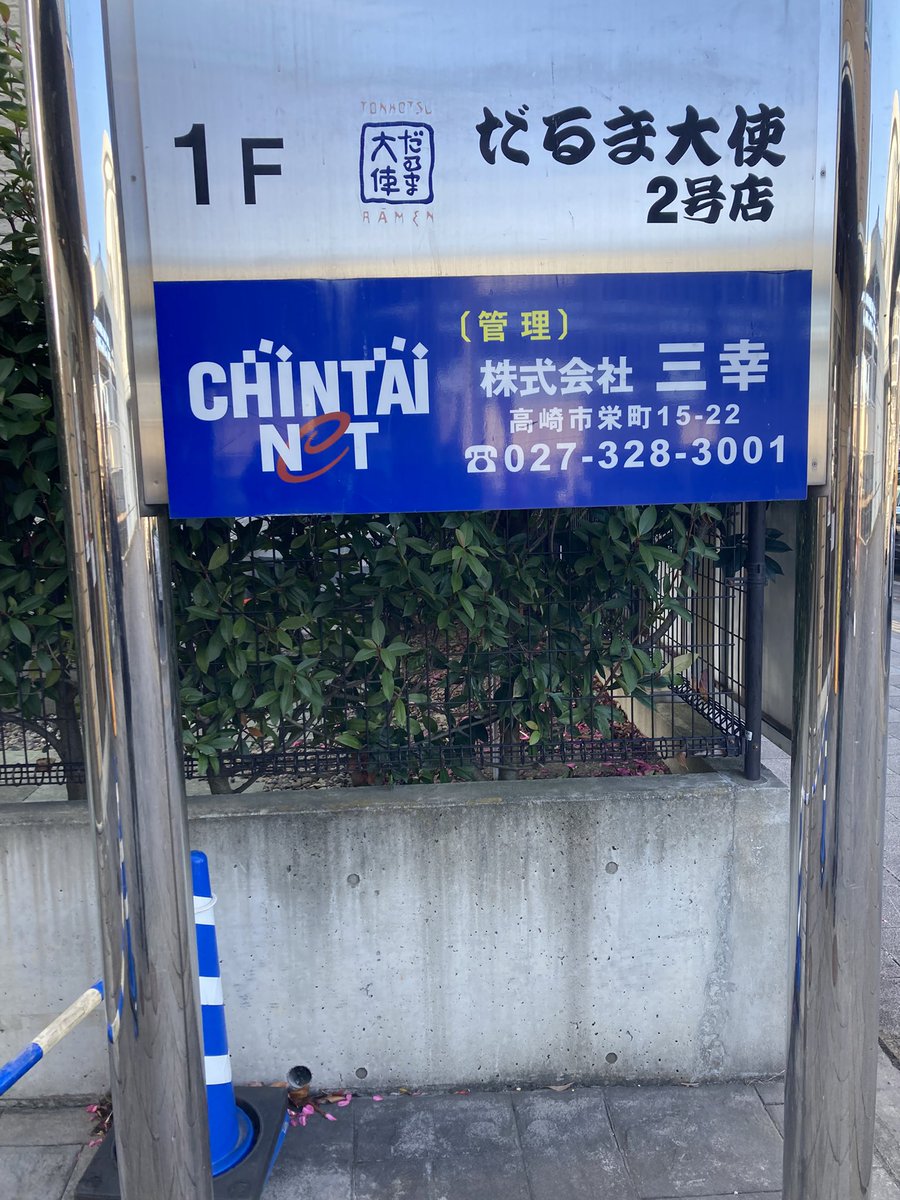 1F
TONKOTSU
だるま
大使
RAMEN
だるま大使
2号店
CHINTAI
NET
(管理)
株式会社 三幸
高崎市栄町15-22
☎027-328-3001